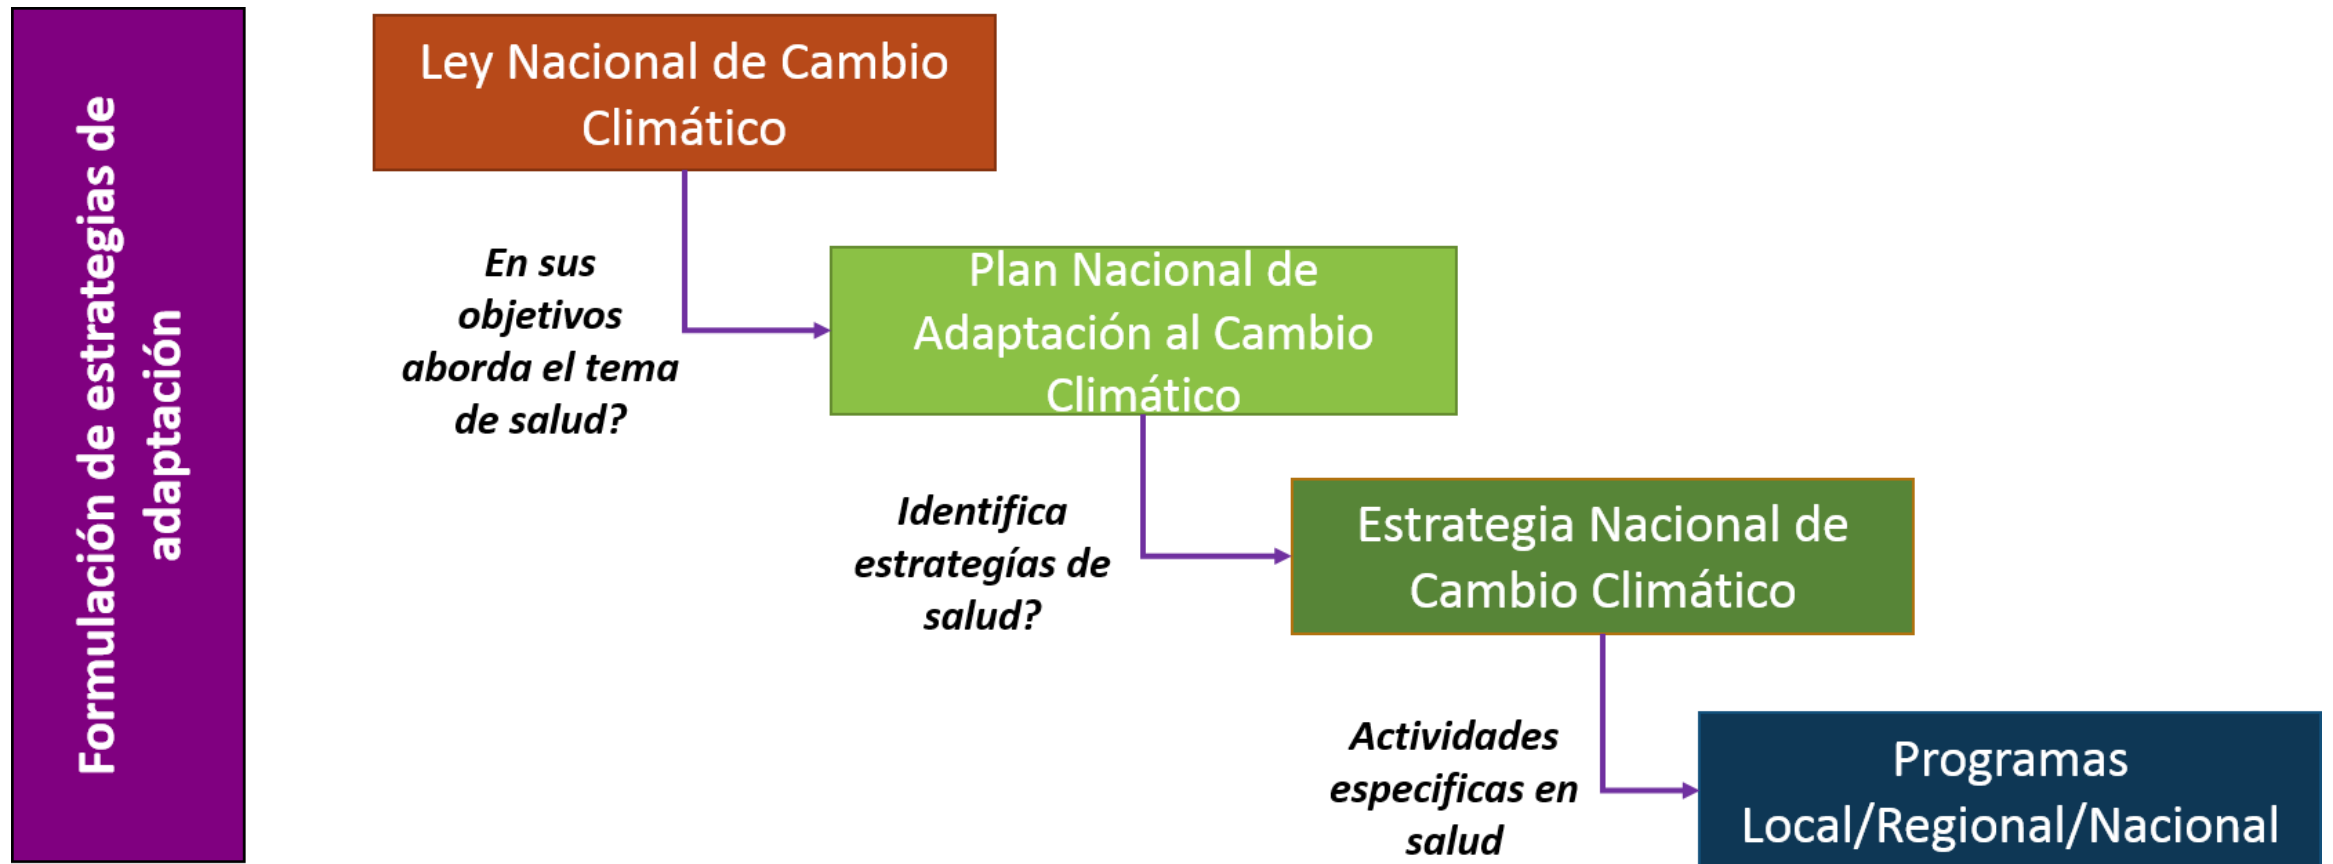 Formulación de estrategias de
adaptación
Ley Nacional de Cambio
Climático
En sus
objetivos
aborda el tema
de salud?
Plan Nacional de
Adaptación al Cambio
Climático
Identifica
estrategías de
salud?
Estrategia Nacional de
Cambio Climático
Actividades
especificas en
salud
Programas
Local/Regional/Nacional